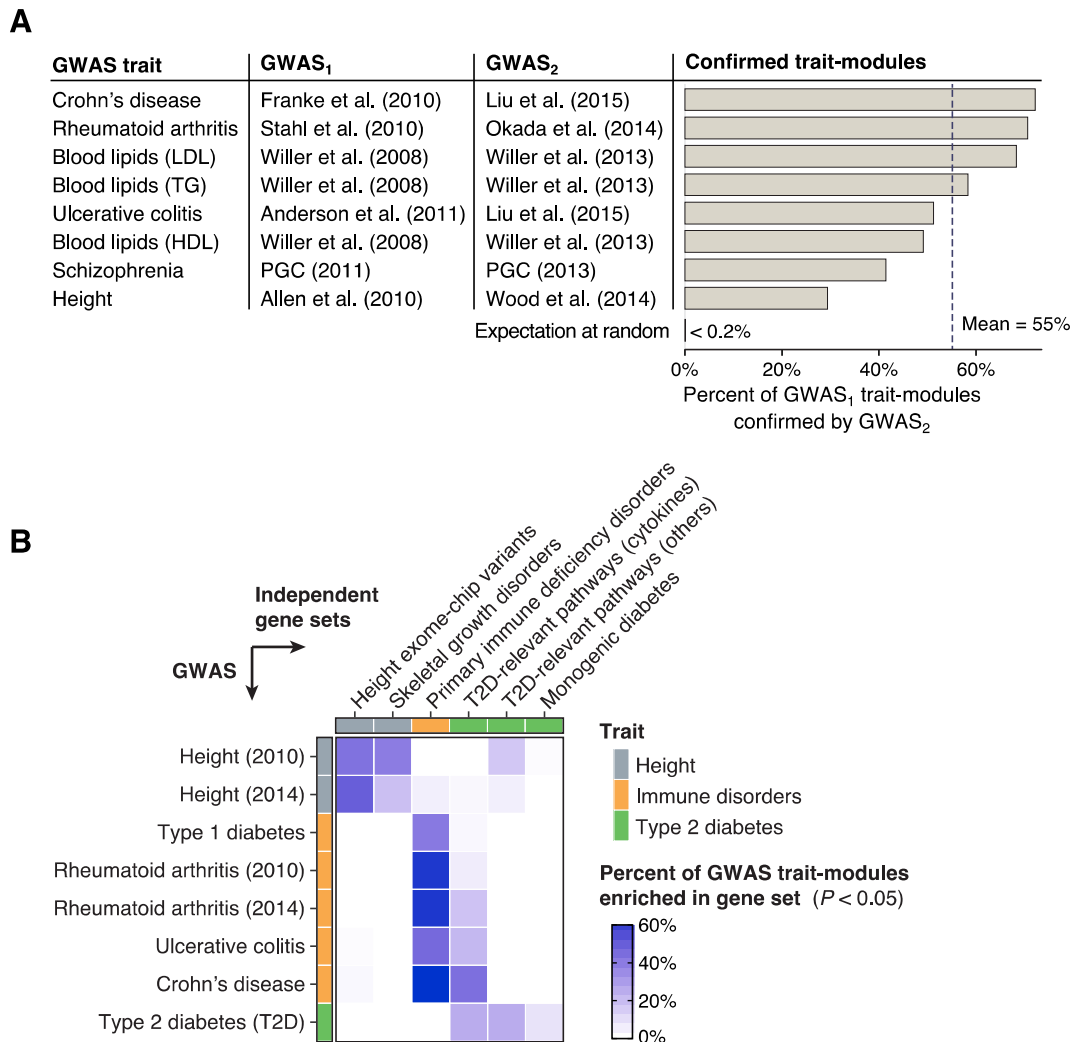 A
GWAS trait GWAS1 GWAS2 Confirmed trait-modules
Crohn's disease Franke et al. (2010) Liu et al. (2015)
Rheumatoid arthritis Stahl et al. (2010) Okada et al. (2014)
Blood lipids (LDL) Willer et al. (2008) Willer et al. (2013)
Blood lipids (TG) Willer et al. (2008) Willer et al. (2013)
Ulcerative colitis Anderson et al. (2011) Liu et al. (2015)
Blood lipids (HDL) Willer et al. (2008) Willer et al. (2013)
Schizophrenia PGC (2011) PGC (2013)
Height Allen et al. (2010) Wood et al. (2014)
Expectation at random < 0.2% Mean = 55%
0% 20% 40% 60%
Percent of GWAS1 trait-modules
confirmed by GWAS2
B
Independent
gene sets
GWAS
Height exome-chip variants
Skeletal growth disorders
Primary immune deficiency disorders
T2D-relevant pathways (cytokines)
T2D-relevant pathways (others)
Monogenic diabetes
Height (2010)
Height (2014)
Type 1 diabetes
Rheumatoid arthritis (2010)
Rheumatoid arthritis (2014)
Ulcerative colitis
Crohn's disease
Type 2 diabetes (T2D)
Trait
Height
Immune disorders
Type 2 diabetes
Percent of GWAS trait-modules
enriched in gene set (P < 0.05)
60%
40%
20%
0%